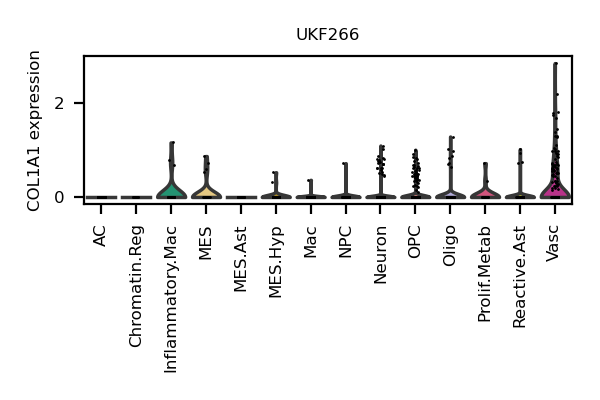 UKF266
COL1A1 expression
2
0
AC
Chromatin.Reg
Inflammatory.Mac
MES
MES.Ast
MES.Hyp
Mac
NPC
Neuron
OPC
Oligo
Prolif.Metab
Reactive.Ast
Vasc